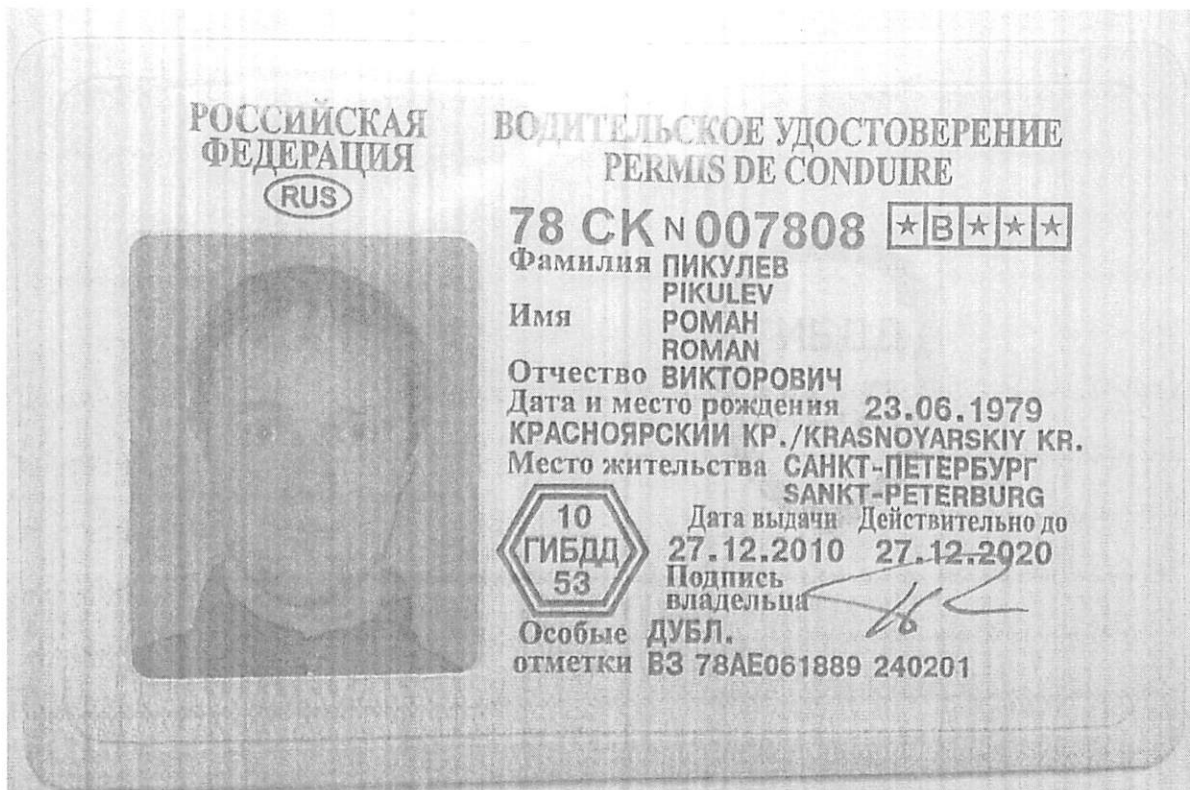 РОССИЙСКАЯ
ФЕДЕРАЦИЯ
RUS
ВОДИТЕЛЬСКОЕ УДОСТОВЕРЕНИЕ
PERMIS DE CONDUIRE
78 СК N 007808 ★ B ★ ★ ★
Фамилия ПИКУЛЕВ
PIKULEV
Имя РОМАН
ROMAN
Отчество ВИКТОРОВИЧ
Дата и место рождения 23.06.1979
КРАСНОЯРСКИЙ КР./KRASNOYARSKIY KR.
Место жительства САНКТ-ПЕТЕРБУРГ
SANKT-PETERBURG
10
ГИБДД
53
Дата выдачи Действительно до
27.12.2010 27.12.2020
Подпись
владельца
Особые ДУБЛ.
отметки ВЗ 78АЕ061889 240201